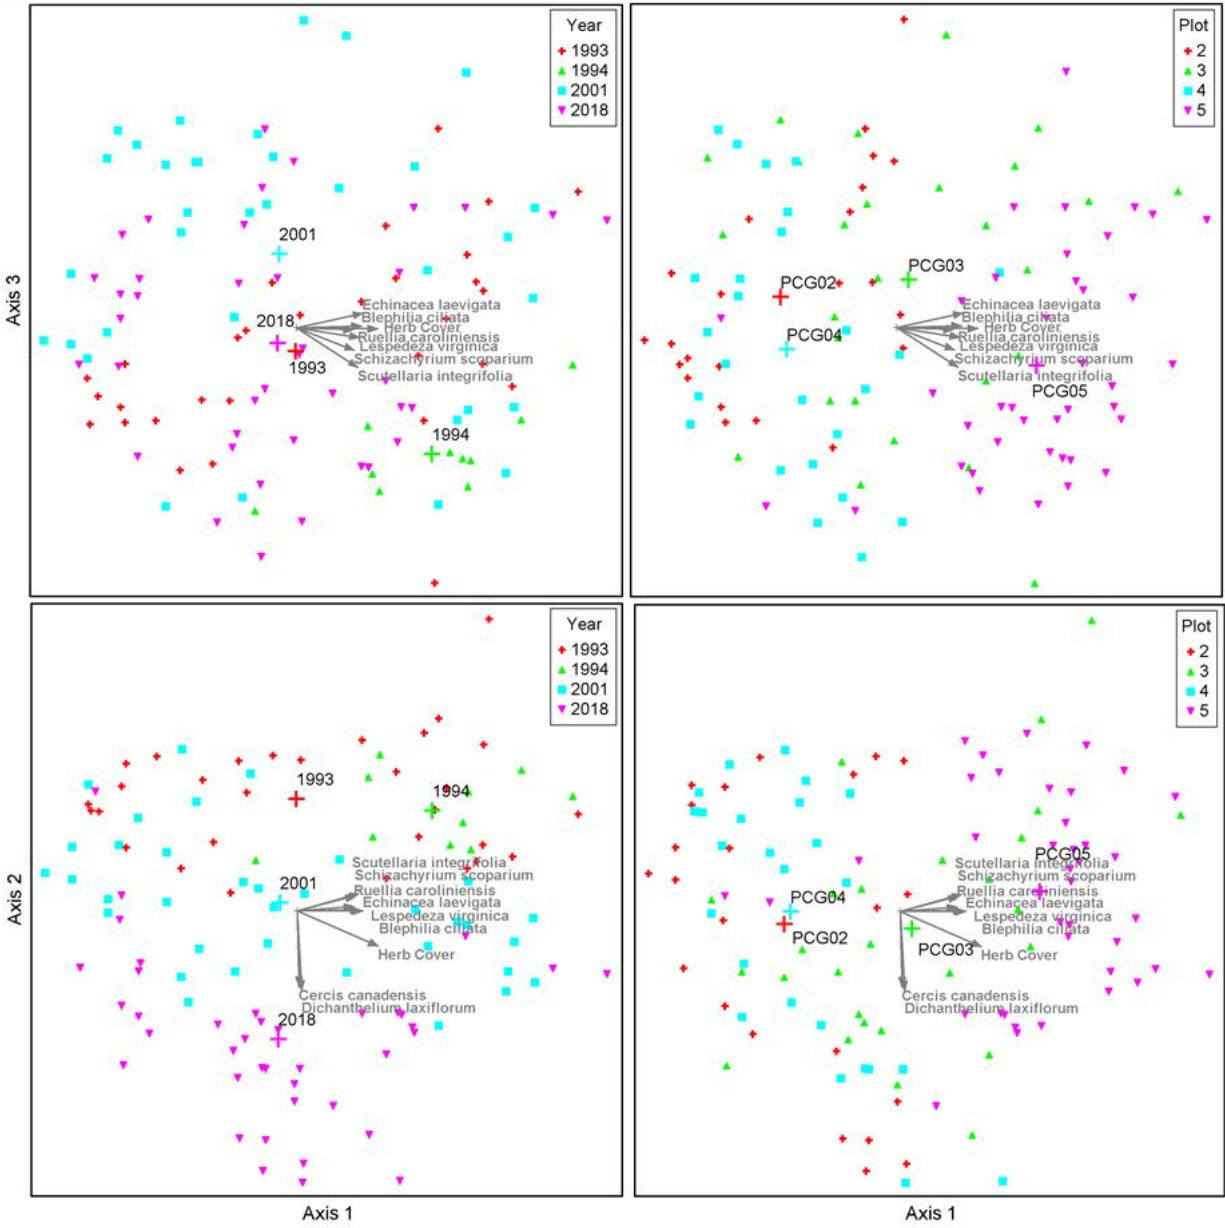 Year
1993
1994
2001
2018
2001
2018
1993
1994
Echinacea laevigata
Blephilia ciliata
Herb Cover
Ruellia caroliniensis
Lespedeza virginica
Schizachyrium scoparium
Scutellaria integrifolia
Axis 3
Plot
2
3
4
5
PCG03
PCG02
PCG04
PCG05
Echinacea laevigata
Blephilia ciliata
Herb Cover
Ruellia caroliniensis
Lespedeza virginica
Schizachyrium scoparium
Scutellaria integrifolia
Year
1993
1994
2001
2018
1993
1994
2001
2018
Scutellaria integrifolia
Schizachyrium scoparium
Ruellia caroliniensis
Echinacea laevigata
Lespedeza virginica
Blephilia ciliata
Herb Cover
Cercis canadensis
Dichanthelium laxiflorum
Axis 2
Axis 1
Plot
2
3
4
5
PCG05
PCG04
PCG02
PCG03
Scutellaria integrifolia
Schizachyrium scoparium
Ruellia caroliniensis
Echinacea laevigata
Lespedeza virginica
Blephilia ciliata
Herb Cover
Cercis canadensis
Dichanthelium laxiflorum
Axis 1